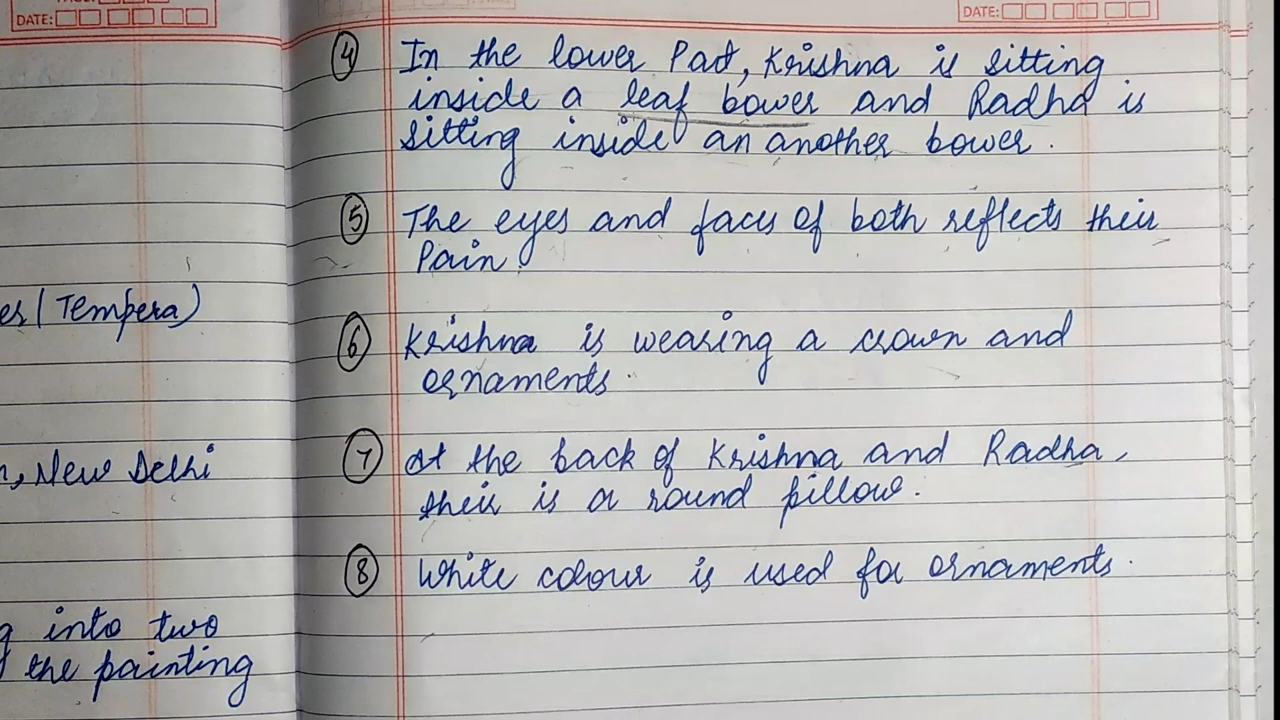 DATE:
DATE:
es (Tempera)
, New Delhi
g into two
the painting
④ In the lower Part, Krishna is sitting
inside a leaf bower and Radha is
sitting inside an another bower.
⑤ The eyes and faces of both reflects their
Pain.
⑥ Krishna is wearing a crown and
ornaments.
⑦ At the back of Krishna and Radha,
their is a round pillow.
⑧ White colour is used for ornaments.